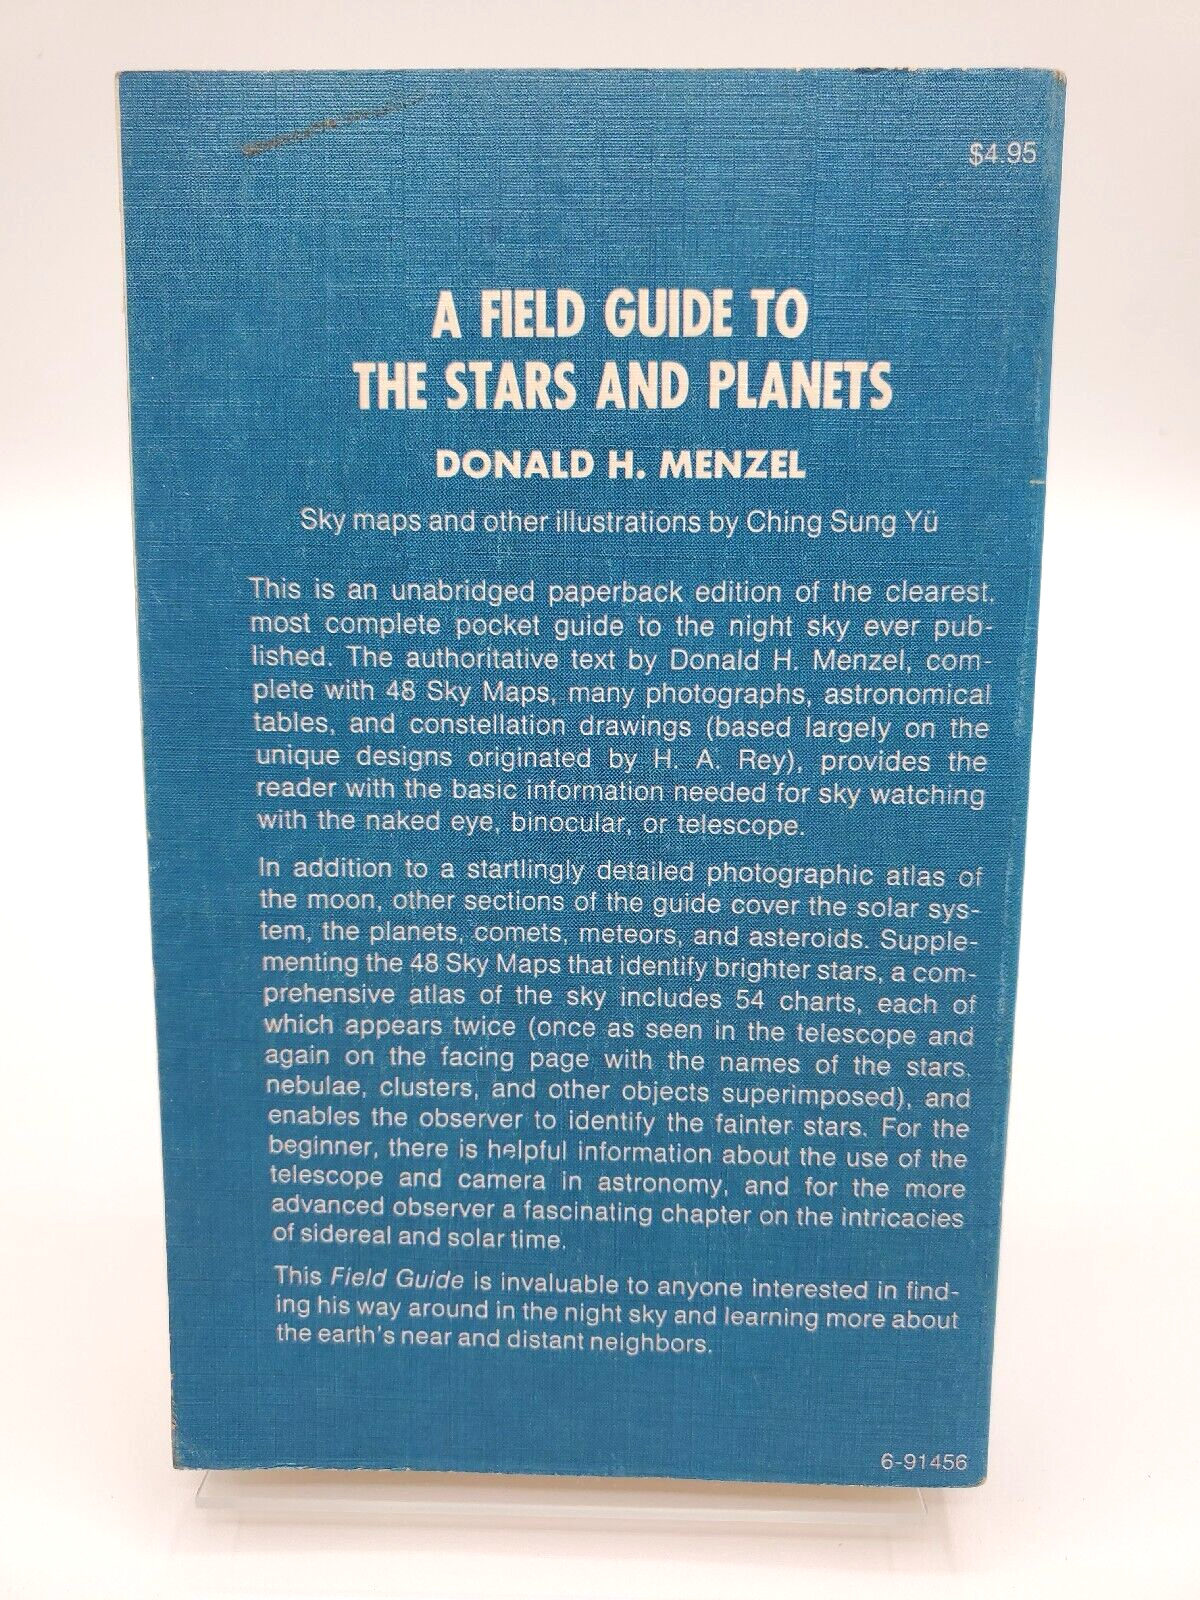 $4.95
A FIELD GUIDE TO
THE STARS AND PLANETS
DONALD H. MENZEL
Sky maps and other illustrations by Ching Sung Yü
This is an unabridged paperback edition of the clearest,
most complete pocket guide to the night sky ever pub-
lished. The authoritative text by Donald H. Menzel, com-
plete with 48 Sky Maps, many photographs, astronomical
tables, and constellation drawings (based largely on the
unique designs originated by H. A. Rey), provides the
reader with the basic information needed for sky watching
with the naked eye, binocular, or telescope.
In addition to a startlingly detailed photographic atlas of
the moon, other sections of the guide cover the solar sys-
tem, the planets, comets, meteors, and asteroids. Supple-
menting the 48 Sky Maps that identify brighter stars, a com-
prehensive atlas of the sky includes 54 charts, each of
which appears twice (once as seen in the telescope and
again on the facing page with the names of the stars,
nebulae, clusters, and other objects superimposed), and
enables the observer to identify the fainter stars. For the
beginner, there is helpful information about the use of the
telescope and camera in astronomy, and for the more
advanced observer a fascinating chapter on the intricacies
of sidereal and solar time.
This Field Guide is invaluable to anyone interested in find-
ing his way around in the night sky and learning more about
the earth's near and distant neighbors.
6-91456